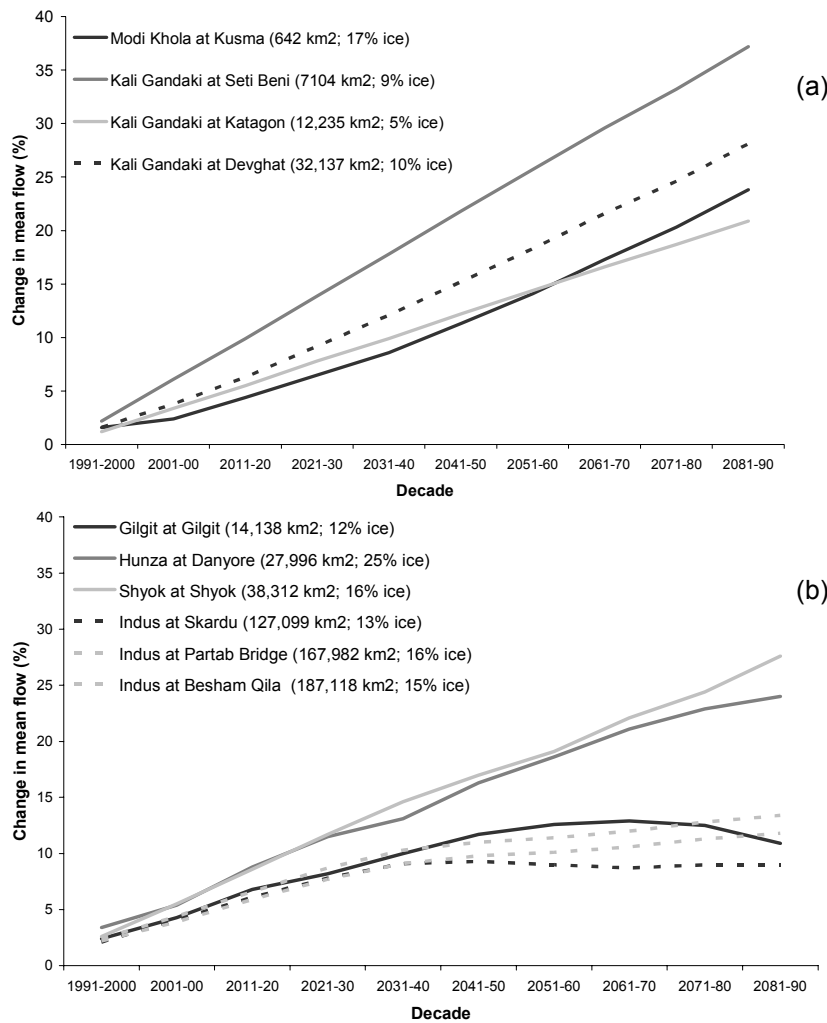 40
35
30
25
20
15
10
5
0
Change in mean flow (%)
Modi Khola at Kusma (642 km2; 17% ice)
Kali Gandaki at Seti Beni (7104 km2; 9% ice)
Kali Gandaki at Katagon (12,235 km2; 5% ice)
Kali Gandaki at Devghat (32,137 km2; 10% ice)
(a)
1991-2000 2001-00 2011-20 2021-30 2031-40 2041-50 2051-60 2061-70 2071-80 2081-90
Decade
40
35
30
25
20
15
10
5
0
Change in mean flow (%)
Gilgit at Gilgit (14,138 km2; 12% ice)
Hunza at Danyore (27,996 km2; 25% ice)
Shyok at Shyok (38,312 km2; 16% ice)
Indus at Skardu (127,099 km2; 13% ice)
Indus at Partab Bridge (167,982 km2; 16% ice)
Indus at Besham Qila (187,118 km2; 15% ice)
(b)
1991-2000 2001-00 2011-20 2021-30 2031-40 2041-50 2051-60 2061-70 2071-80 2081-90
Decade